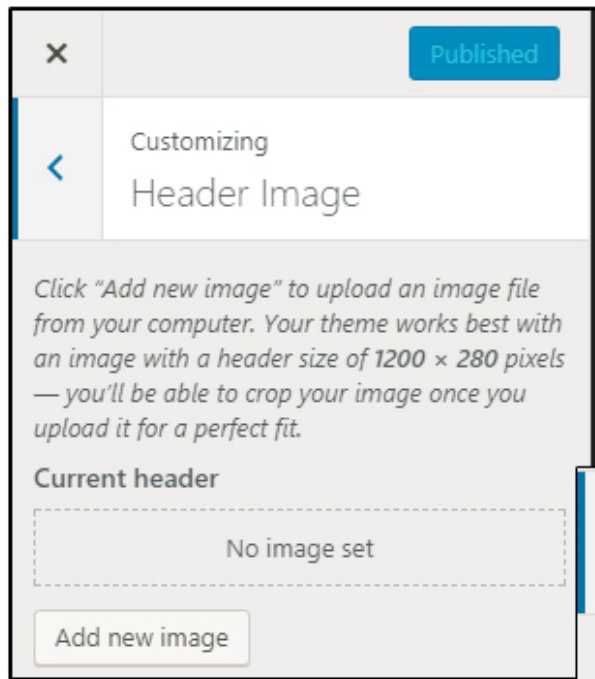 Published
Customizing
Header Image
Click “Add new image” to upload an image file
from your computer. Your theme works best with
an image with a header size of 1200 × 280 pixels
— you'll be able to crop your image once you
upload it for a perfect fit.
Current header
No image set
Add new image